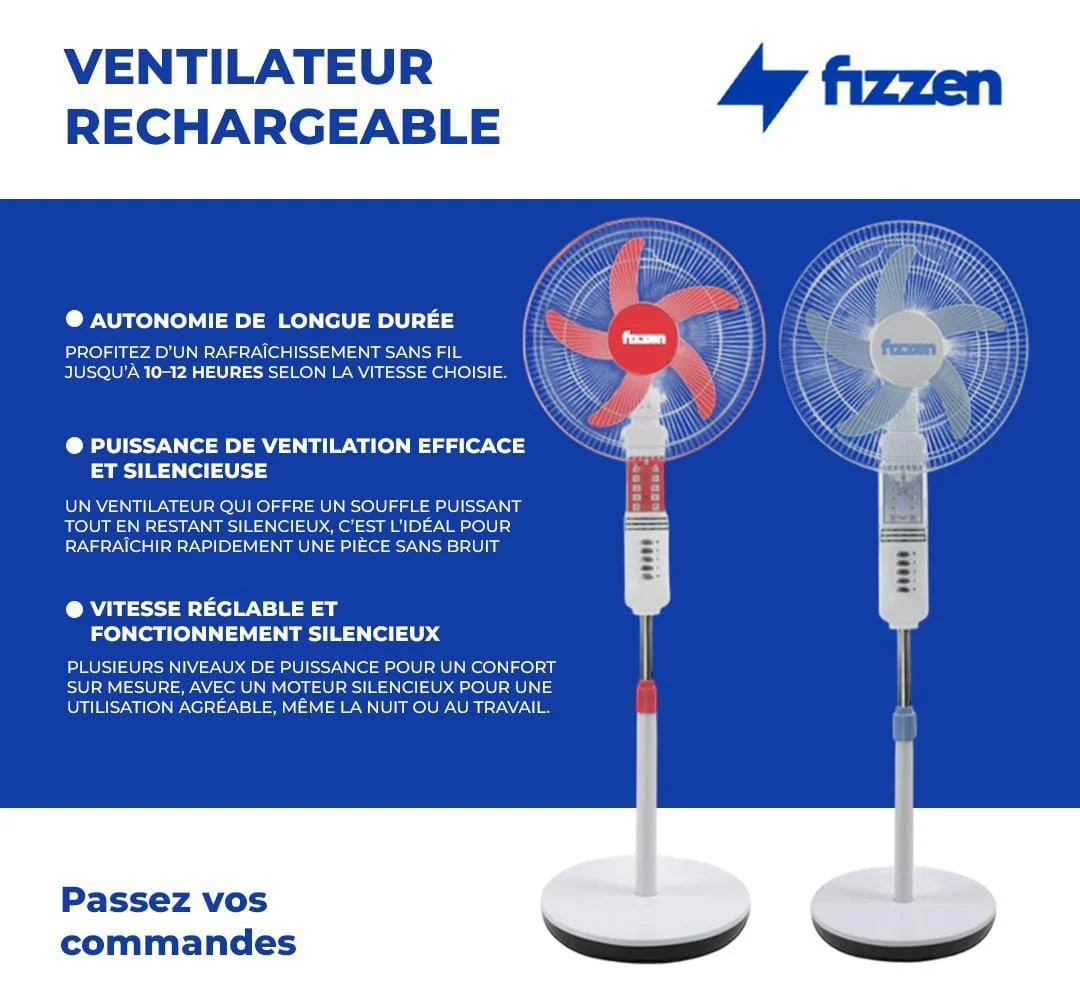 VENTILATEUR
RECHARGEABLE
fizzen
AUTONOMIE DE LONGUE DURÉE
PROFITEZ D'UN RAFRAÎCHISSEMENT SANS FIL
JUSQU'À 10–12 HEURES SELON LA VITESSE CHOISIE.
PUISSANCE DE VENTILATION EFFICACE
ET SILENCIEUSE
UN VENTILATEUR QUI OFFRE UN SOUFFLE PUISSANT
TOUT EN RESTANT SILENCIEUX, C'EST L'IDÉAL POUR
RAFRAÎCHIR RAPIDEMENT UNE PIÈCE SANS BRUIT
VITESSE RÉGLABLE ET
FONCTIONNEMENT SILENCIEUX
PLUSIEURS NIVEAUX DE PUISSANCE POUR UN CONFORT
SUR MESURE, AVEC UN MOTEUR SILENCIEUX POUR UNE
UTILISATION AGRÉABLE, MÊME LA NUIT OU AU TRAVAIL.
fizzen
fizzen
Passez vos
commandes